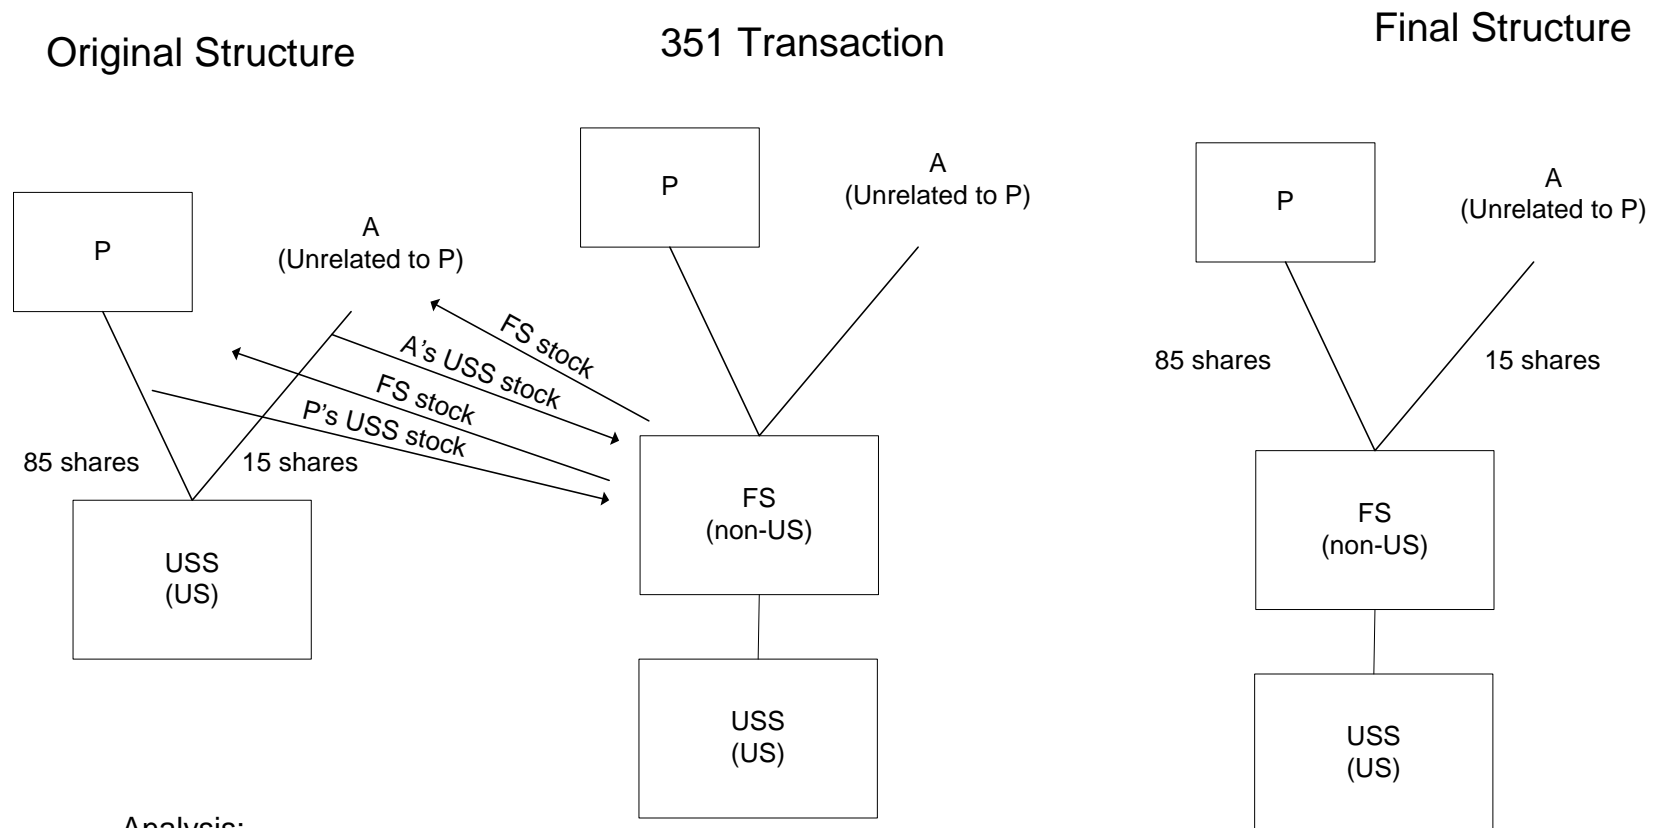 Original Structure
351 Transaction
Final Structure
P
A
(Unrelated to P)
85 shares
15 shares
USS
(US)
FS stock
A's USS stock
FS stock
P's USS stock
P
A
(Unrelated to P)
FS
(non-US)
USS
(US)
P
A
(Unrelated to P)
85 shares
15 shares
FS
(non-US)
USS
(US)
Analysis: